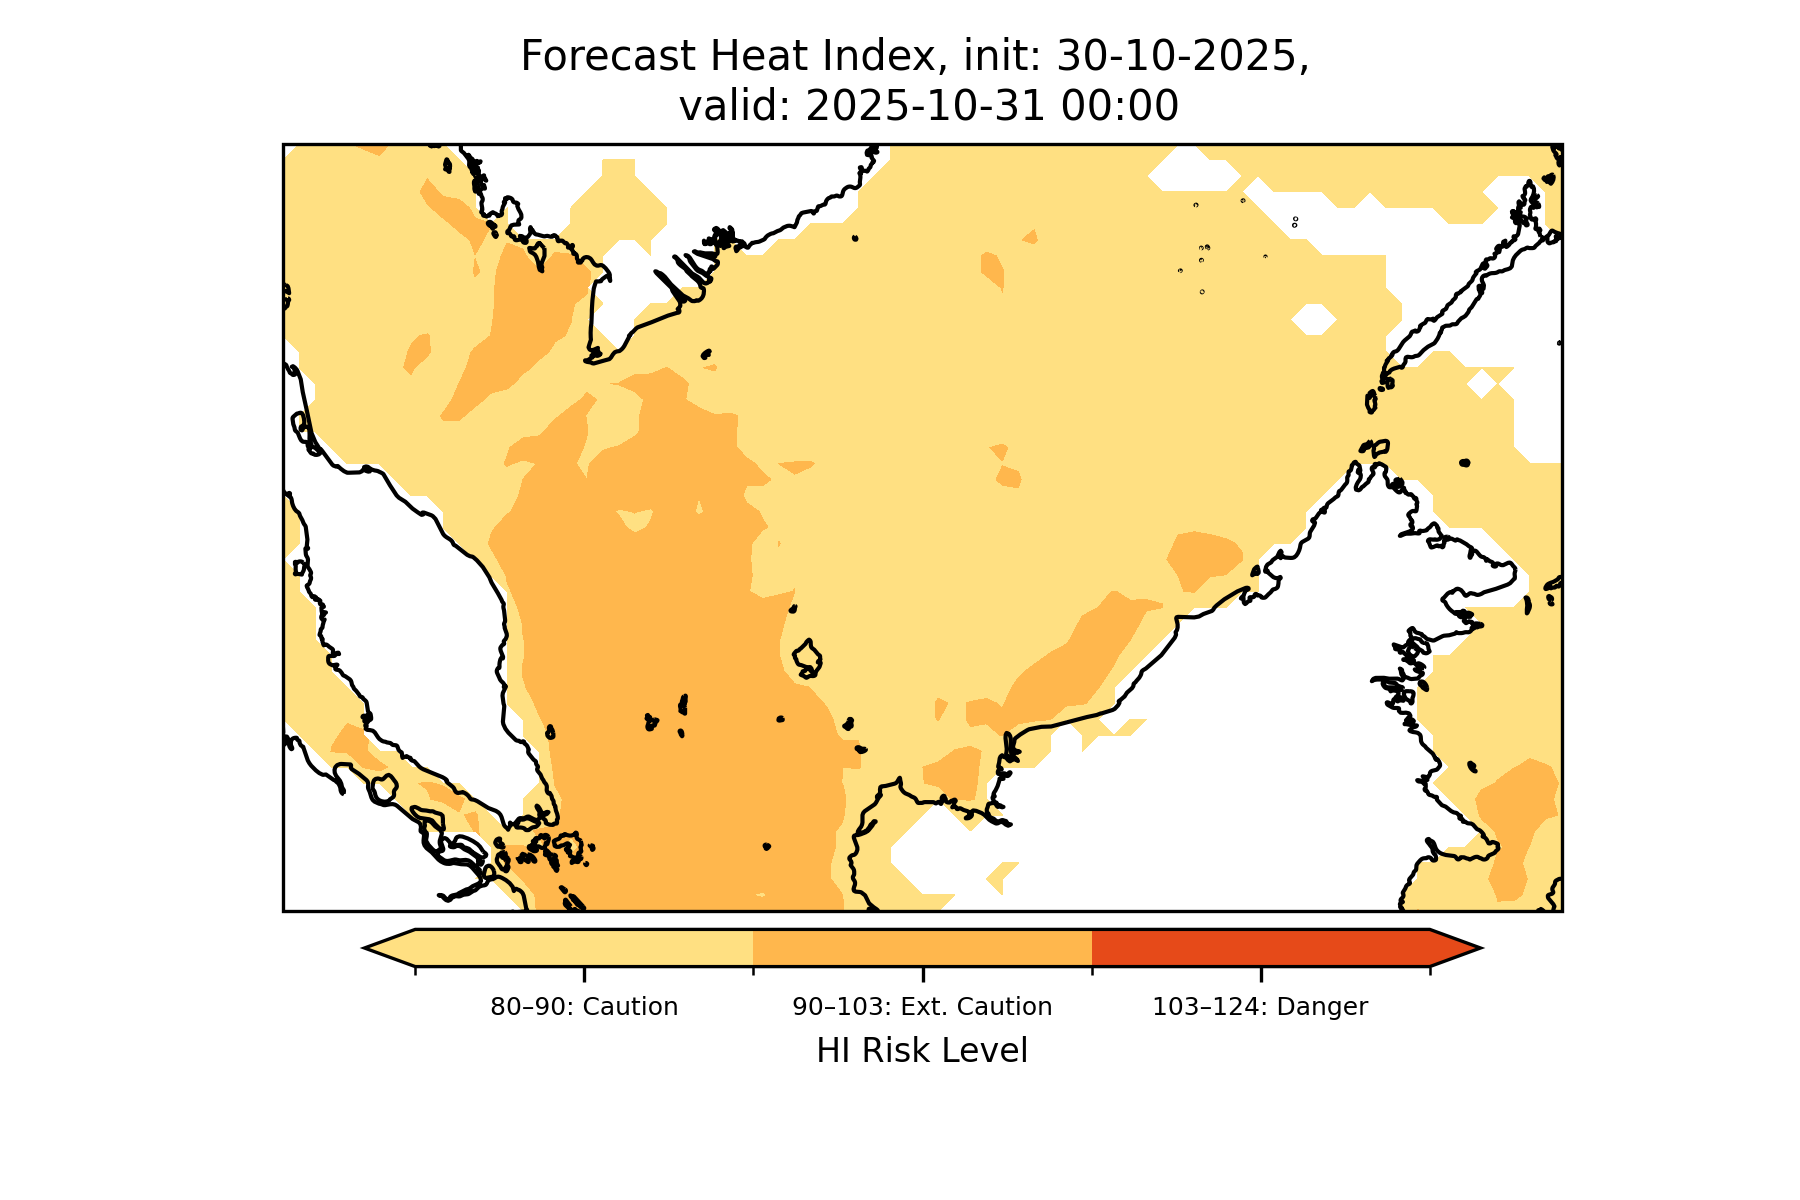 Forecast Heat Index, init: 30-10-2025,
valid: 2025-10-31 00:00
80–90: Caution
90–103: Ext. Caution
103–124: Danger
HI Risk Level